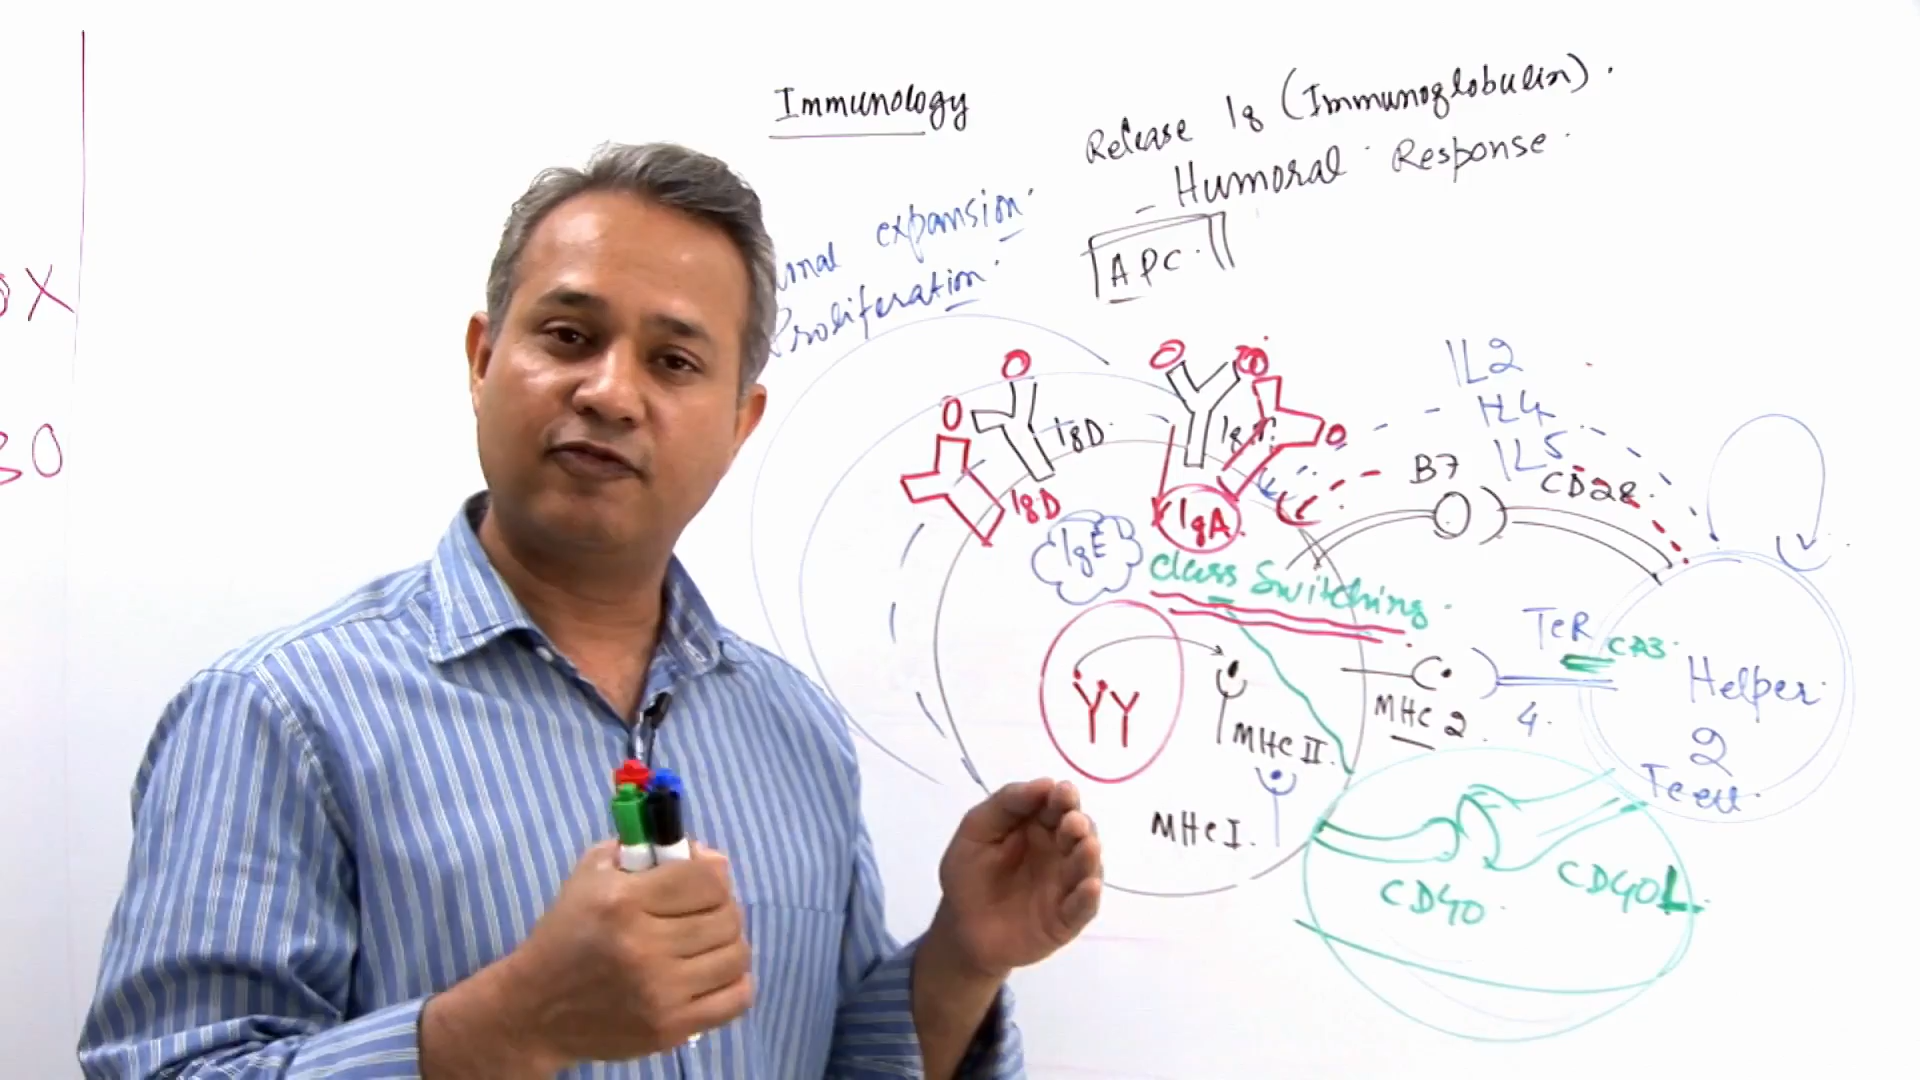 Immunology
Release Ig (Immunoglobulin).
- Humoral Response.
expansion.
Proliferation.
APC.
IL2
IL4
IL5
IgD.
B7
CD28.
IgD
IgA.
IgE
class switching.
TCR
CD3.
Helper
2
T cell.
MHC 2.
4.
MHC II.
MHC I.
CD40
CD40L.